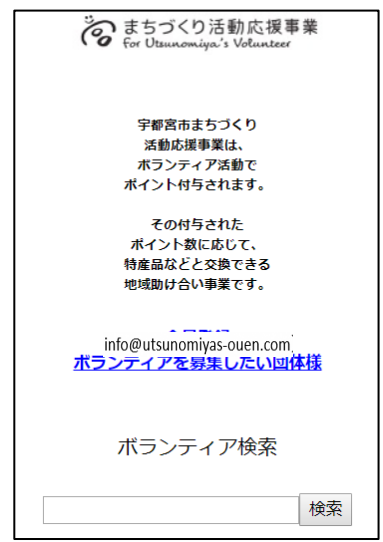 まちづくり活動応援事業
for Utsunomiya's Volunteer
宇都宮市まちづくり
活動応援事業は、
ボランティア活動で
ポイント付与されます。
その付与された
ポイント数に応じて、
特産品などと交換できる
地域助け合い事業です。
info@utsunomiyas-ouen.com
ボランティアを募集したい団体様
ボランティア検索
検索